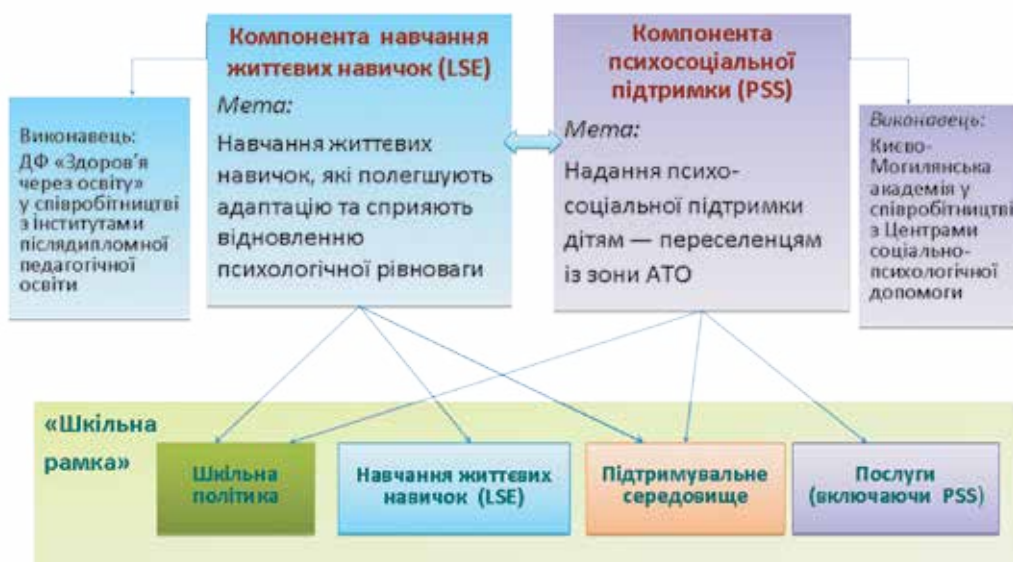 Компонента навчання
життєвих навичок (LSE)
Мета:
Навчання життєвих
навичок, які полегшують
адаптацію та сприяють
відновленню
психологічної рівноваги
Компонента
психосоціальної
підтримки (PSS)
Мета:
Надання психо-
соціальної підтримки
дітям — переселенцям
із зони АТО
Виконавець:
ДФ «Здоров’я
через освіту»
у співробітництві
з Інститутами
післядипломної
педагогічної
освіти
Виконавець:
Києво-
Могилянська
академія у
співробітництві
з Центрами
соціально-
психологічної
допомоги
«Шкільна
рамка»
Шкільна
політика
Навчання життєвих
навичок (LSE)
Підтримувальне
середовище
Послуги
(включаючи PSS)